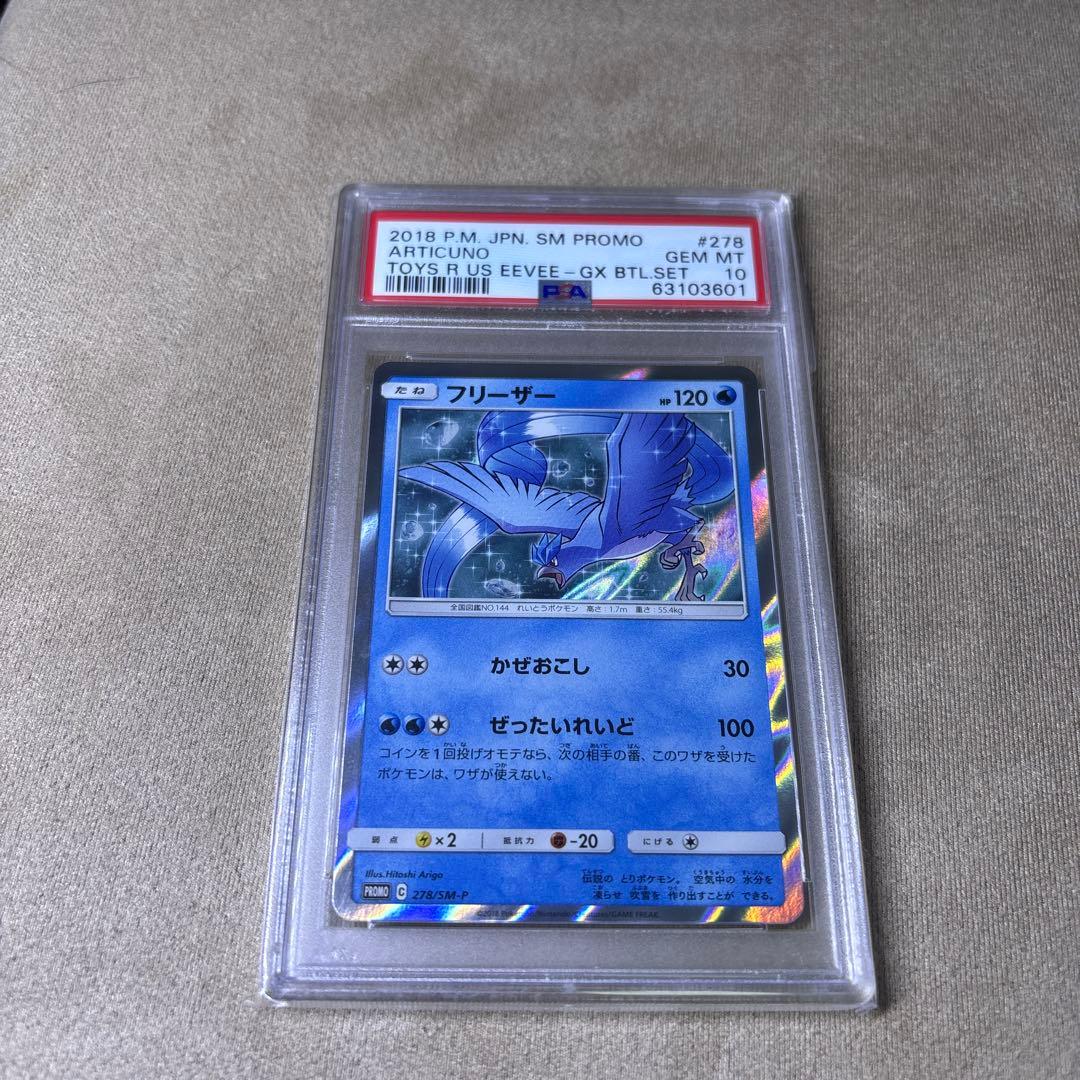 2018 P.M. JPN. SM PROMO #278
ARTICUNO GEM MT
TOYS R US EEVEE-GX BTL.SET 10
PSA 63103601
たね フリーザー HP 120
全国図鑑NO.144 れいとうポケモン 高さ:1.7m 重さ:55.4kg
かぜおこし 30
ぜったいれいど 100
コインを1回投げオモテなら、次の相手の番、このワザを受けた
ポケモンは、ワザが使えない。
弱点 ×2 抵抗力 -20 にげる
Illus.Hitoshi Ariga
伝説の とりポケモン。 空気中の 水分を
PROMO C 278/SM-P
凍らせ 吹雪を 作り出すことが できる。
©2018 Pokémon/Nintendo/Creatures/GAME FREAK